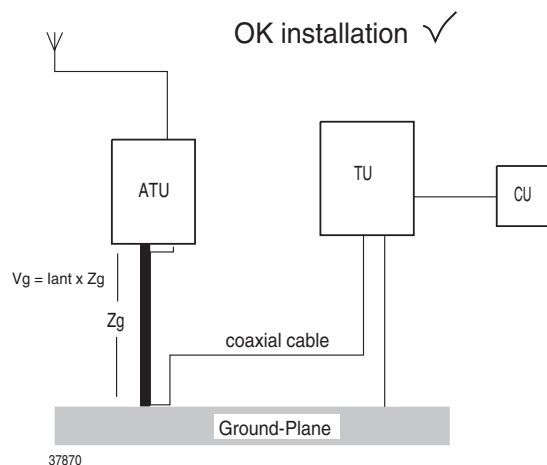 OK installation ✓
ATU
TU
CU
Vg = Iant x Zg
Zg
coaxial cable
Ground-Plane
37870